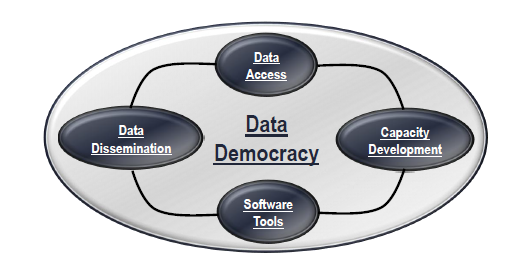 Data
Access
Data
Dissemination
Data
Democracy
Capacity
Development
Software
Tools